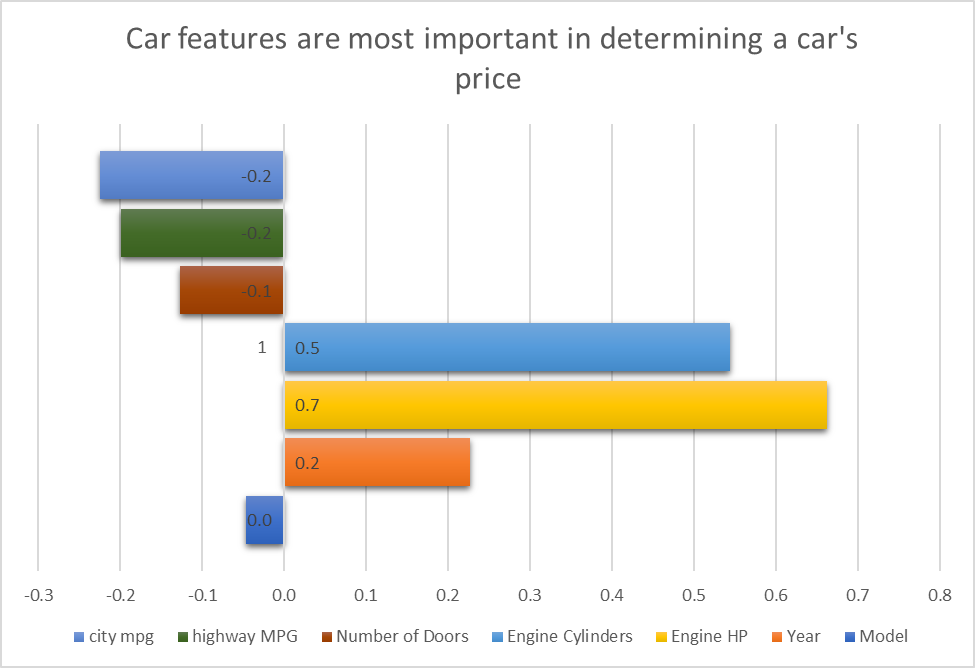 Car features are most important in determining a car's
price
-0.2
-0.2
-0.1
1 0.5
0.7
0.2
0.0
-0.3 -0.2 -0.1 0.0 0.1 0.2 0.3 0.4 0.5 0.6 0.7 0.8
city mpg highway MPG Number of Doors Engine Cylinders Engine HP Year Model